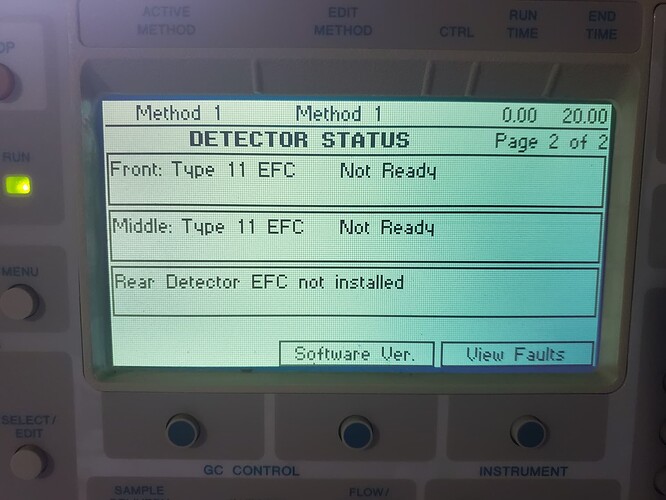 ACTIVE METHOD
EDIT METHOD
CTRL
RUN TIME
END TIME
OP
RUN
MENU
SELECT/
EDIT
Method 1 Method 1 0.00 20.00
DETECTOR STATUS Page 2 of 2
Front: Type 11 EFC Not Ready
Middle: Type 11 EFC Not Ready
Rear Detector EFC not installed
Software Ver. View Faults
GC CONTROL INSTRUMENT
SAMPLE
FLOW/